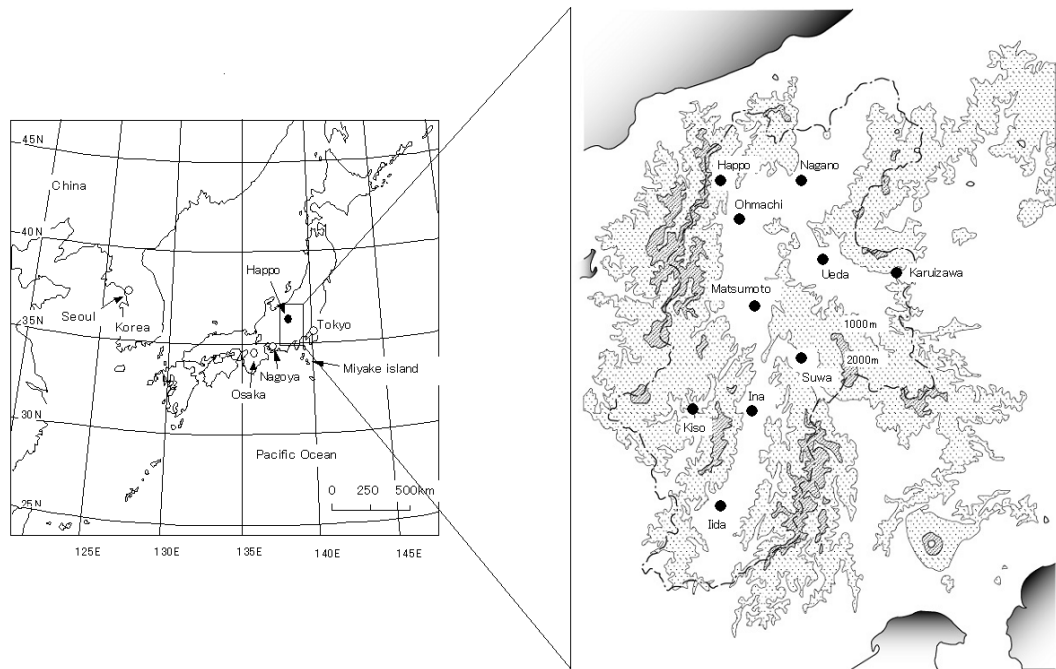 45N
China
40N
Happo
Seoul
Korea
Tokyo
35N
Nagoya
Miyake island
Osaka
30N
Pacific Ocean
0 250 500km
25N
125E 130E 135E 140E 145E
Happo
Nagano
Ohmachi
Ueda
Karuizawa
Matsumoto
1000m
2000m
Suwa
Ina
Kiso
Iida